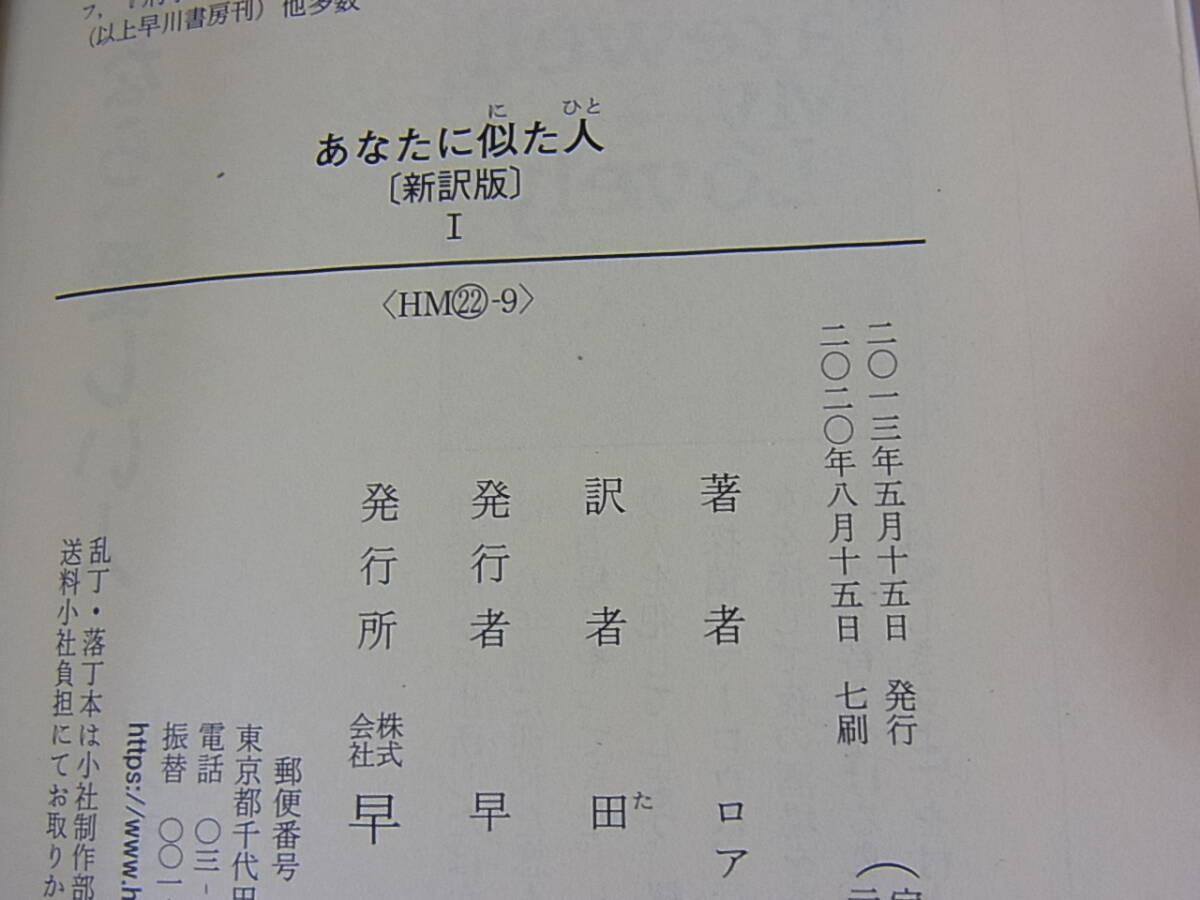 (以上早川書房刊) 他多数
あなたに似た人
〔新訳版〕
I
〈HM㉒-9〉
二〇一三年五月十五日 発行
二〇二〇年八月十五日 七刷
著者 ロア
訳者 田
発行者 早
発行所 株式会社 早
郵便番号
東京都千代田
電話 〇三-
振替 〇〇一
https://www.h
乱丁・落丁本は小社制作部
送料小社負担にてお取りか